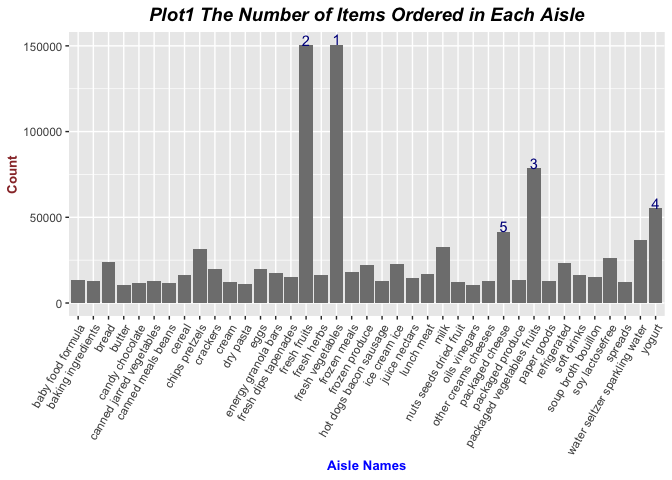 Plot1 The Number of Items Ordered in Each Aisle
Count
150000
100000
50000
0
2
1
3
4
5
baby food formula
baking ingredients
bread
butter
candy chocolate
canned jarred vegetables
canned meals beans
cereal
chips pretzels
crackers
cream
dry pasta
eggs
energy granola bars
fresh dips tapenades
fresh fruits
fresh herbs
fresh vegetables
frozen meals
frozen produce
hot dogs bacon sausage
ice cream ice
juice nectars
lunch meat
milk
nuts seeds dried fruit
oils vinegars
other creams cheeses
packaged cheese
packaged produce
packaged vegetables fruits
paper goods
refrigerated
soft drinks
soup broth bouillon
soy lactosefree
spreads
water seltzer sparkling water
yogurt
Aisle Names